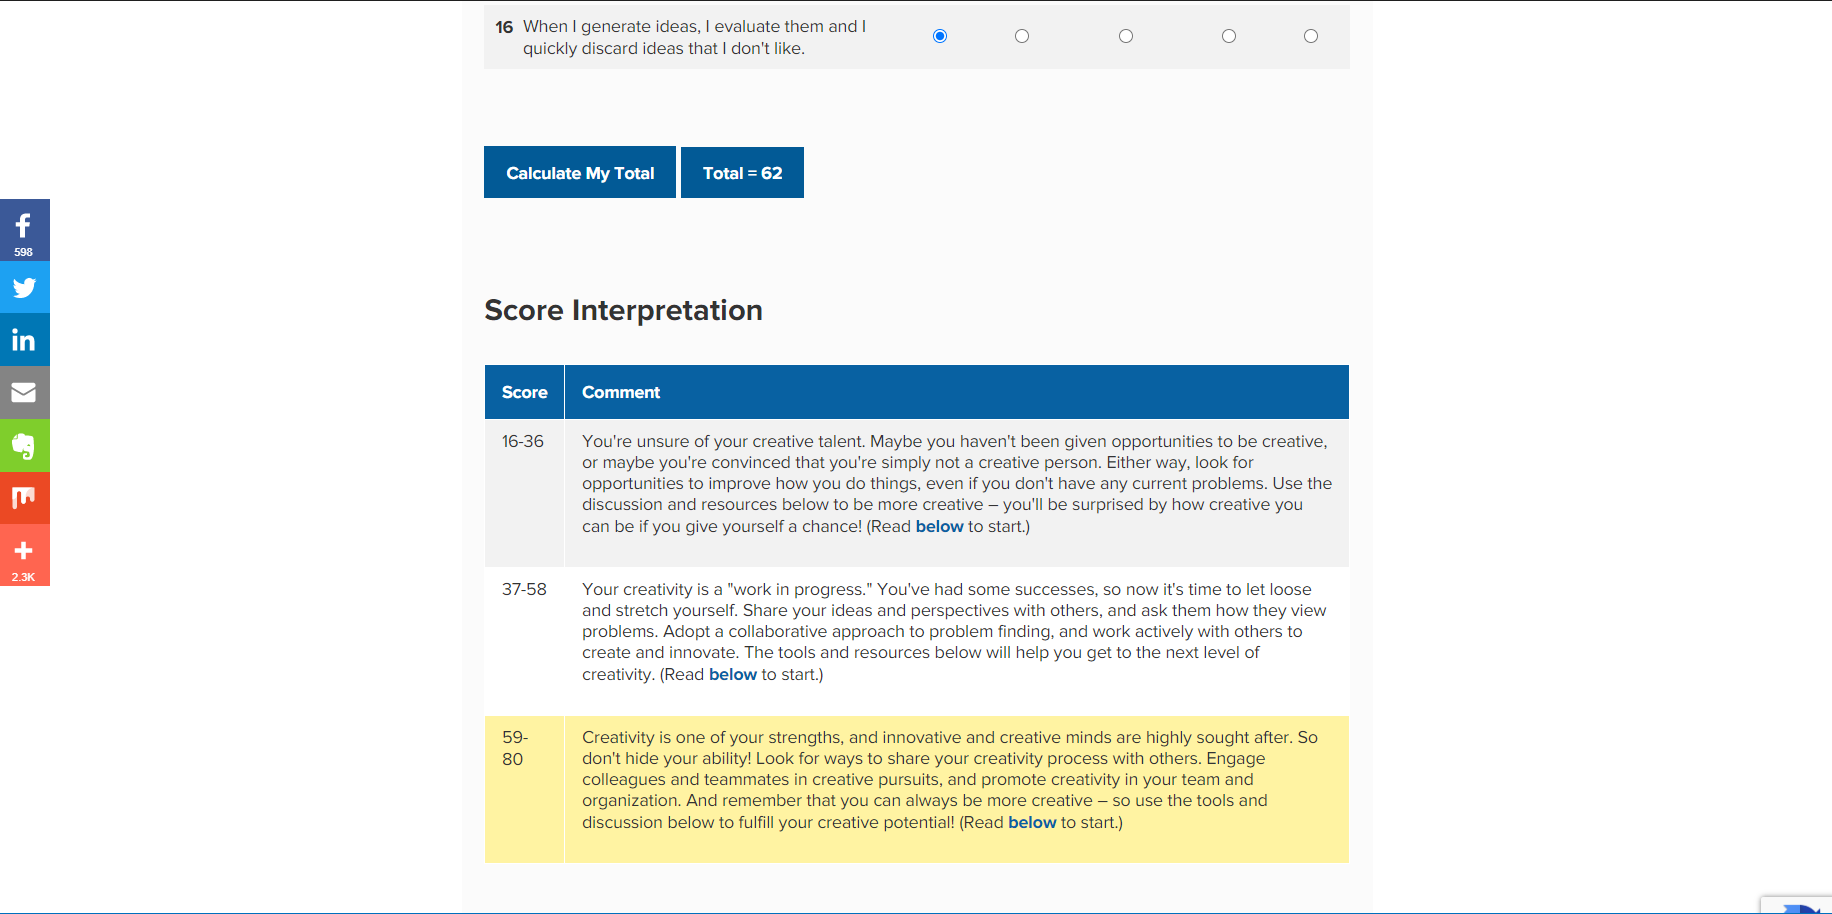 16 When I generate ideas, I evaluate them and I
quickly discard ideas that I don't like.
Calculate My Total
Total = 62
598
in
2.3K
Score Interpretation
Score Comment
16-36 You're unsure of your creative talent. Maybe you haven't been given opportunities to be creative,
or maybe you're convinced that you're simply not a creative person. Either way, look for
opportunities to improve how you do things, even if you don't have any current problems. Use the
discussion and resources below to be more creative – you'll be surprised by how creative you
can be if you give yourself a chance! (Read below to start.)
37-58 Your creativity is a "work in progress." You've had some successes, so now it's time to let loose
and stretch yourself. Share your ideas and perspectives with others, and ask them how they view
problems. Adopt a collaborative approach to problem finding, and work actively with others to
create and innovate. The tools and resources below will help you get to the next level of
creativity. (Read below to start.)
59-
80
Creativity is one of your strengths, and innovative and creative minds are highly sought after. So
don't hide your ability! Look for ways to share your creativity process with others. Engage
colleagues and teammates in creative pursuits, and promote creativity in your team and
organization. And remember that you can always be more creative – so use the tools and
discussion below to fulfill your creative potential! (Read below to start.)